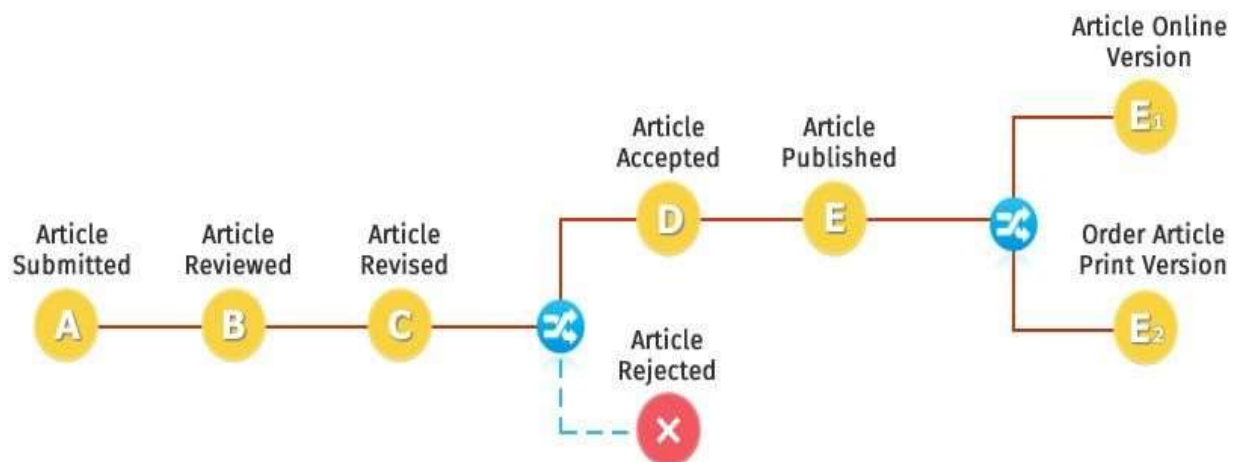 Article
Submitted
A
Article
Reviewed
B
Article
Revised
C
Article
Accepted
D
Article
Published
E
Article
Rejected
Article Online
Version
E1
Order Article
Print Version
E2